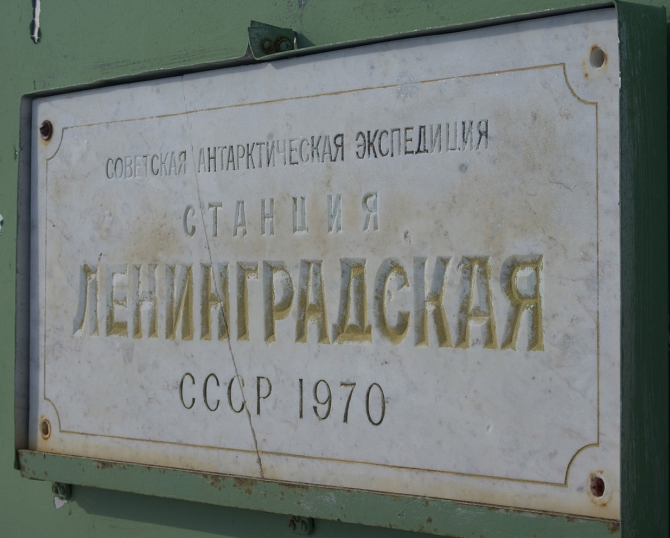 СОВЕТСКАЯ АНТАРКТИЧЕСКАЯ ЭКСПЕДИЦИЯ
СТАНЦИЯ
ЛЕНИНГРАДСКАЯ
СССР 1970